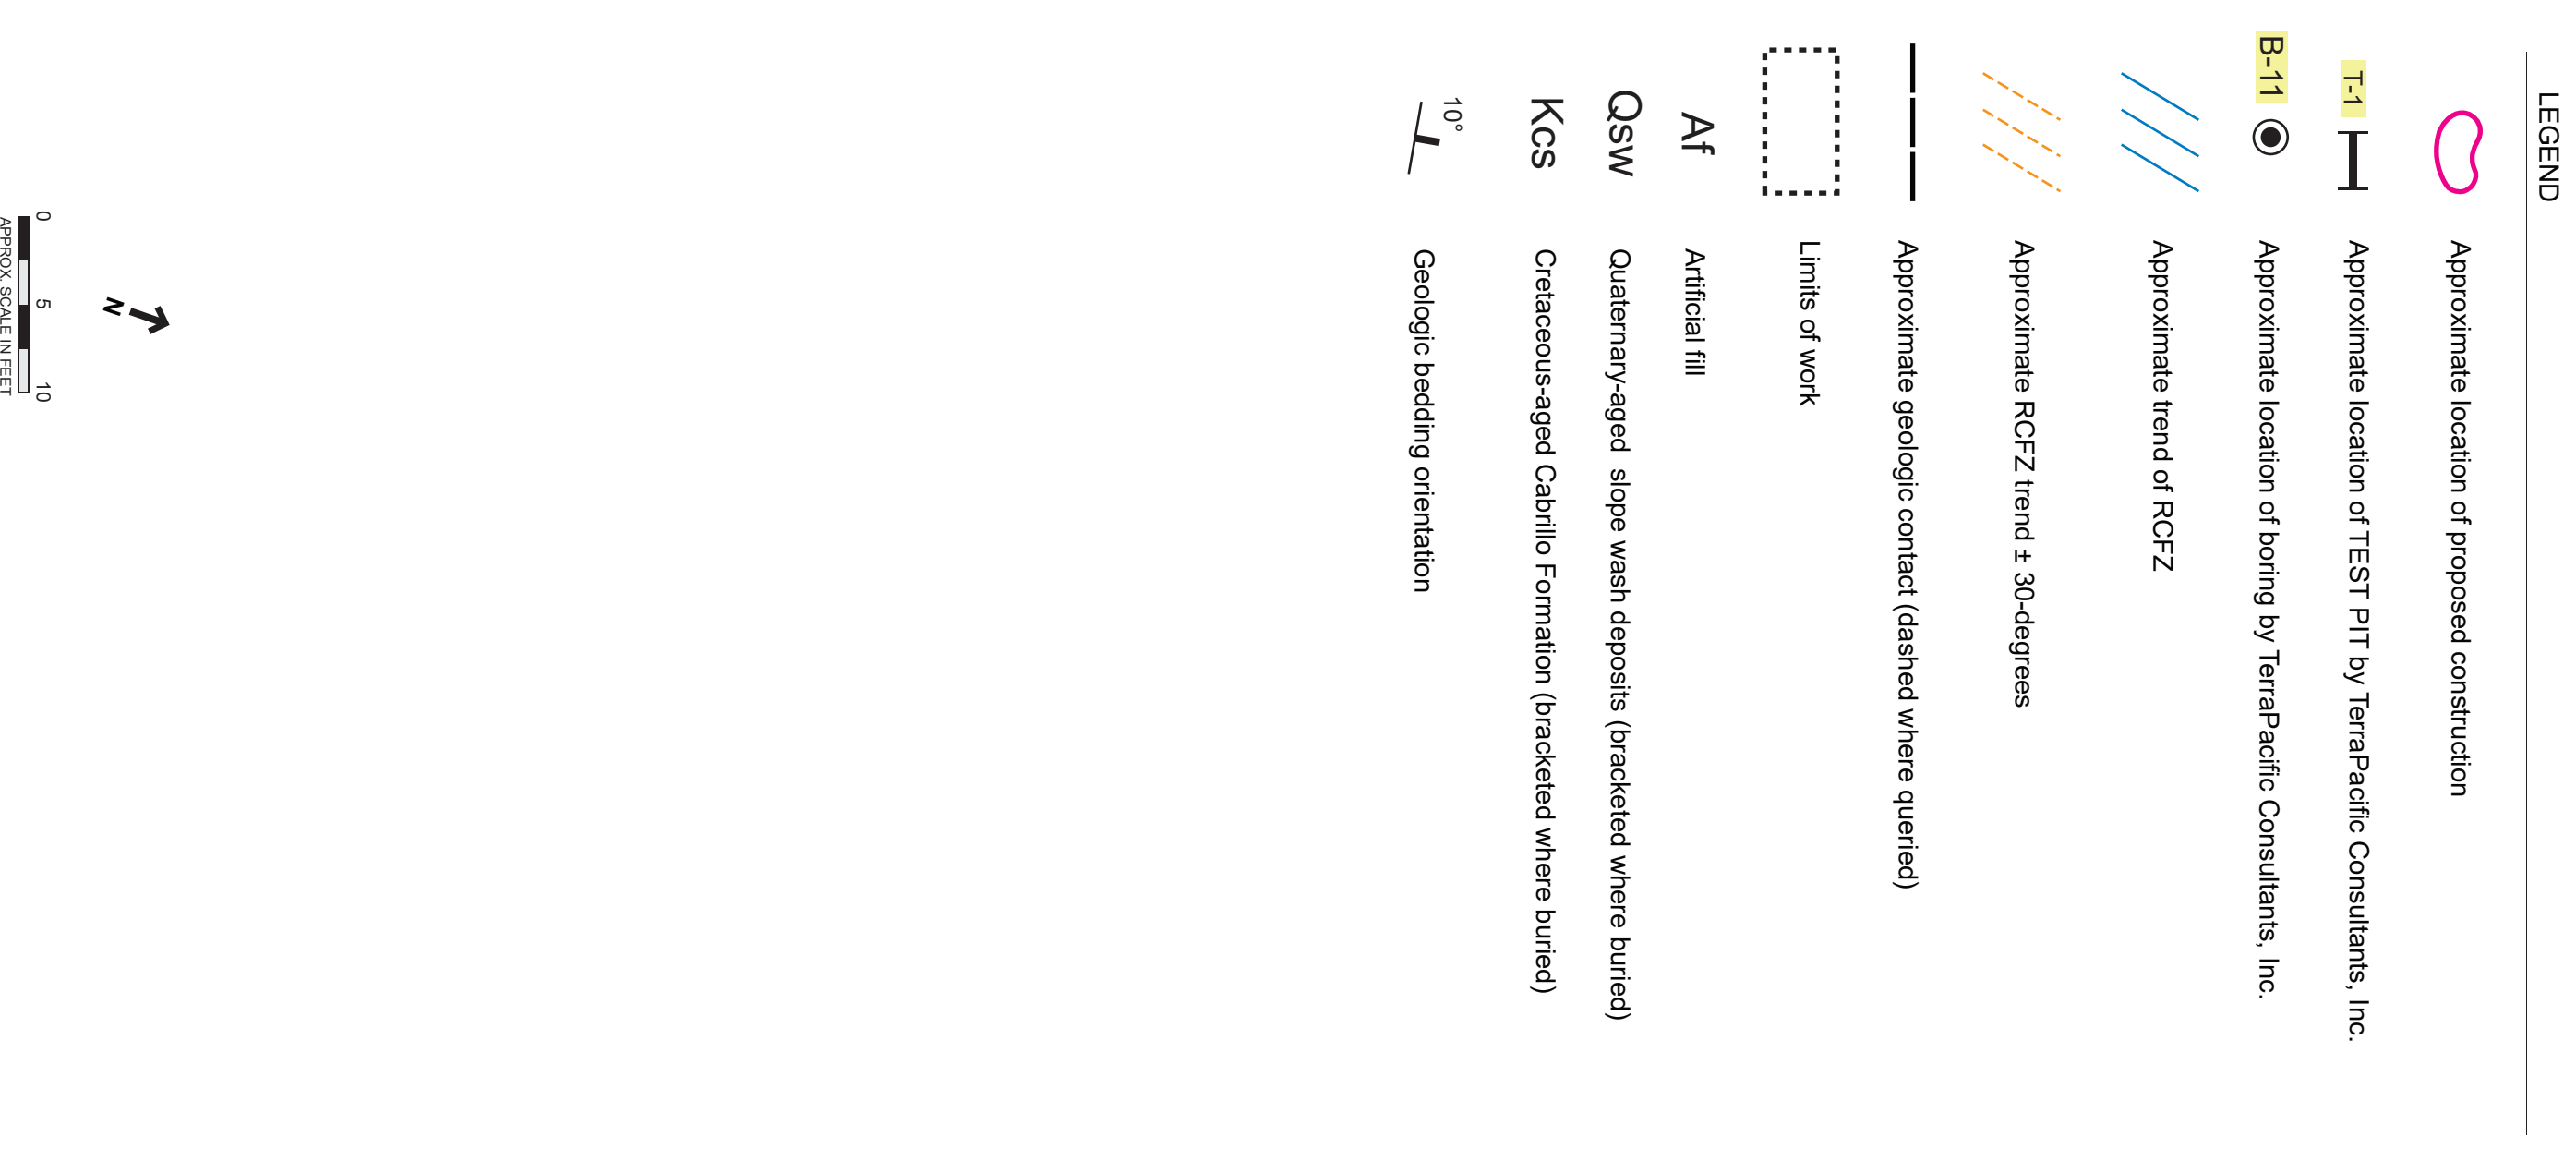 LEGEND
Approximate location of proposed construction
T-1 Approximate location of TEST PIT by TerraPacific Consultants, Inc.
B-11 Approximate location of boring by TerraPacific Consultants, Inc.
Approximate trend of RCFZ
Approximate RCFZ trend ± 30-degrees
Approximate geologic contact (dashed where queried)
Limits of work
Af Artificial fill
Qsw Quaternary-aged slope wash deposits (bracketed where buried)
Kcs Cretaceous-aged Cabrillo Formation (bracketed where buried)
10° Geologic bedding orientation
N
0 5 10
APPROX. SCALE IN FEET